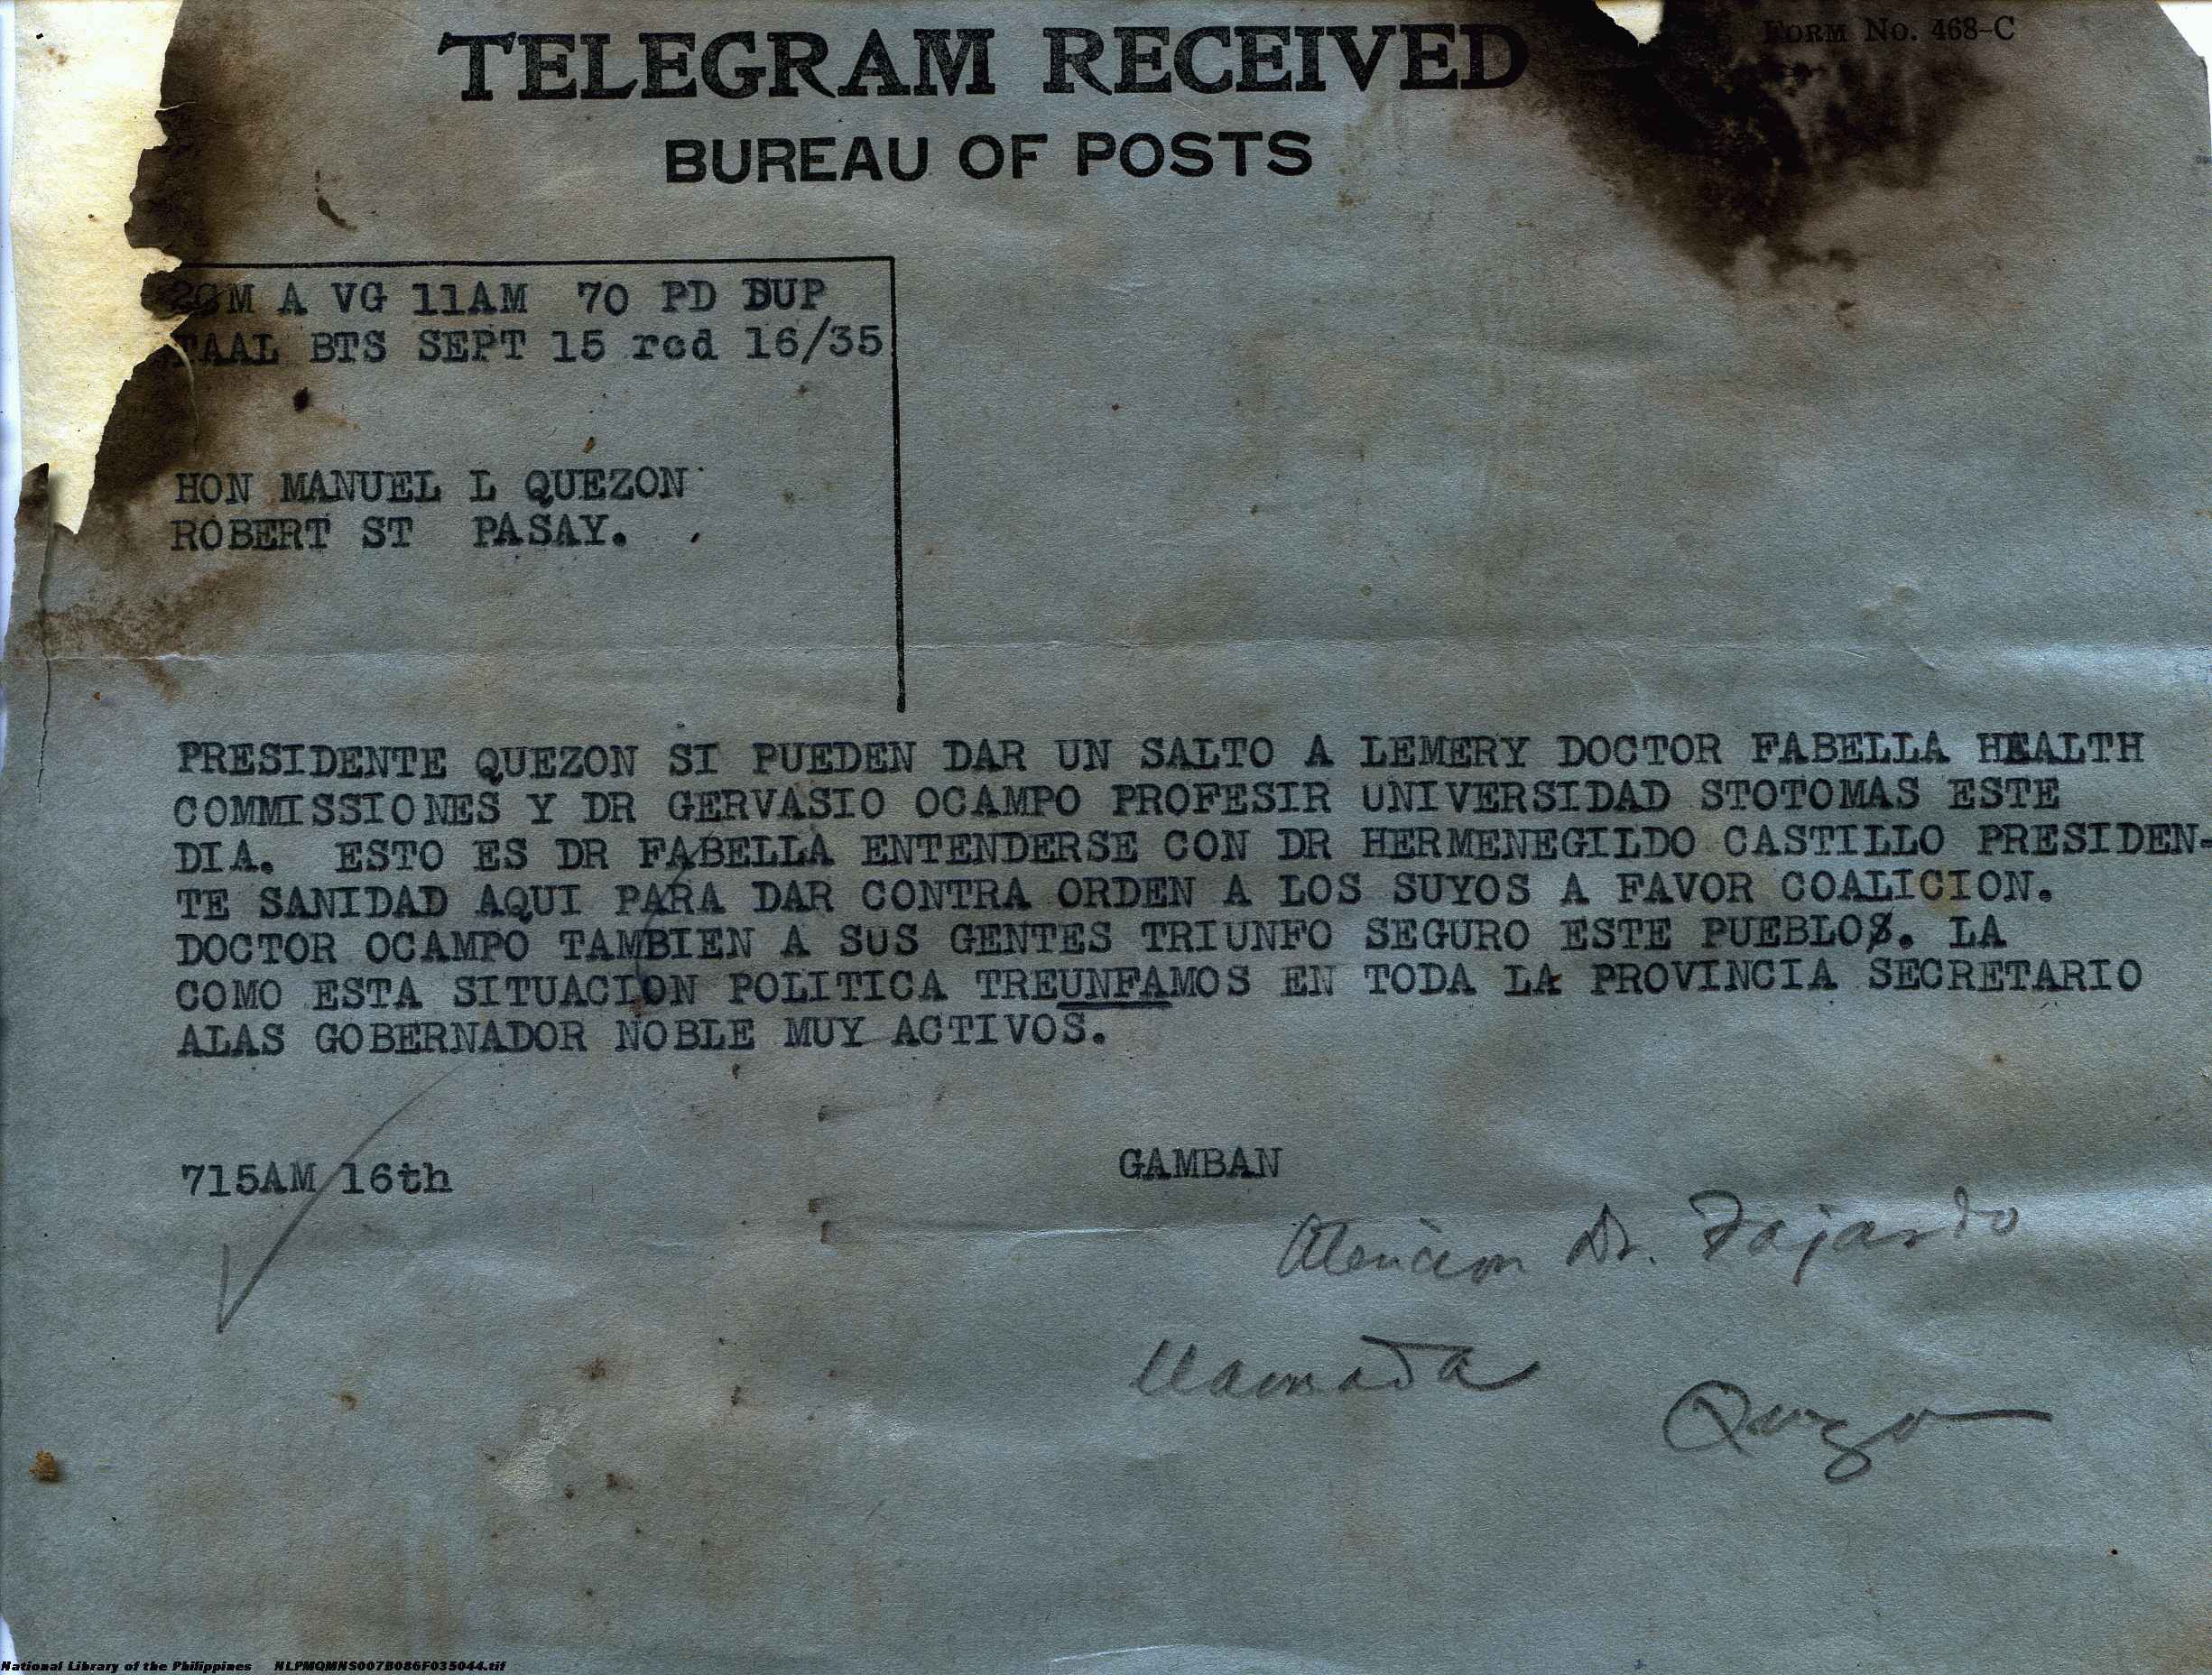 FORM NO. 468-C
TELEGRAM RECEIVED
BUREAU OF POSTS
M A VG 11AM 70 PD DUP
TAAL BTS SEPT 15 rcd 16/35
HON MANUEL L QUEZON
ROBERT ST PASAY.
PRESIDENTE QUEZON SI PUEDEN DAR UN SALTO A LEMERY DOCTOR FABELLA HEALTH
COMMISSIONES Y DR GERVASIO OCAMPO PROFESIR UNIVERSIDAD STOTOMAS ESTE
DIA. ESTO ES DR FABELLA ENTENDERSE CON DR HERMENEGILDO CASTILLO PRESIDEN-
TE SANIDAD AQUI PARA DAR CONTRA ORDEN A LOS SUYOS A FAVOR COALICION.
DOCTOR OCAMPO TAMBIEN A SUS GENTES TRIUNFO SEGURO ESTE PUEBLO. LA
COMO ESTA SITUACION POLITICA TREUNFAMOS EN TODA LA PROVINCIA SECRETARIO
ALAS GOBERNADOR NOBLE MUY ACTIVOS.
715AM 16th GAMBAN
Atencion Dr. Fajardo
llamada
Quezon
National Library of the Philippines NLPMQMNS007B086F035044.tif